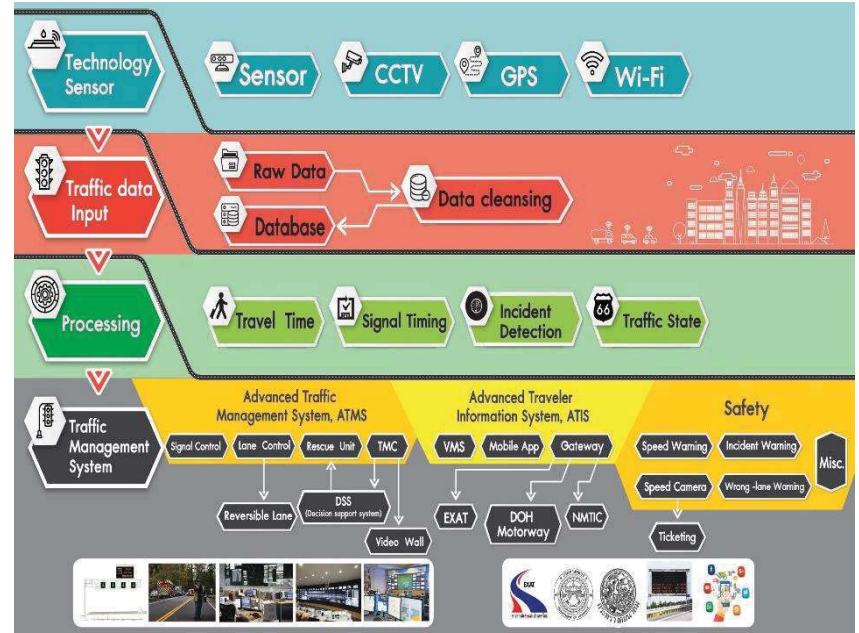 Technology
Sensor
Sensor
CCTV
GPS
Wi-Fi
Traffic data
Input
Raw Data
Data cleansing
Database
Processing
Travel Time
Signal Timing
Incident
Detection
66
Traffic State
Traffic
Management
System
Advanced Traffic
Management System, ATMS
Signal Control
Lane Control
Rescue Unit
TMC
Reversible Lane
DSS
(Decision support system)
Video Wall
Advanced Traveler
Information System, ATIS
VMS
Mobile App
Gateway
EXAT
DOH
Motorway
NMTIC
Safety
Speed Warning
Incident Warning
Speed Camera
Wrong -lane Warning
Misc.
Ticketing
EXAT